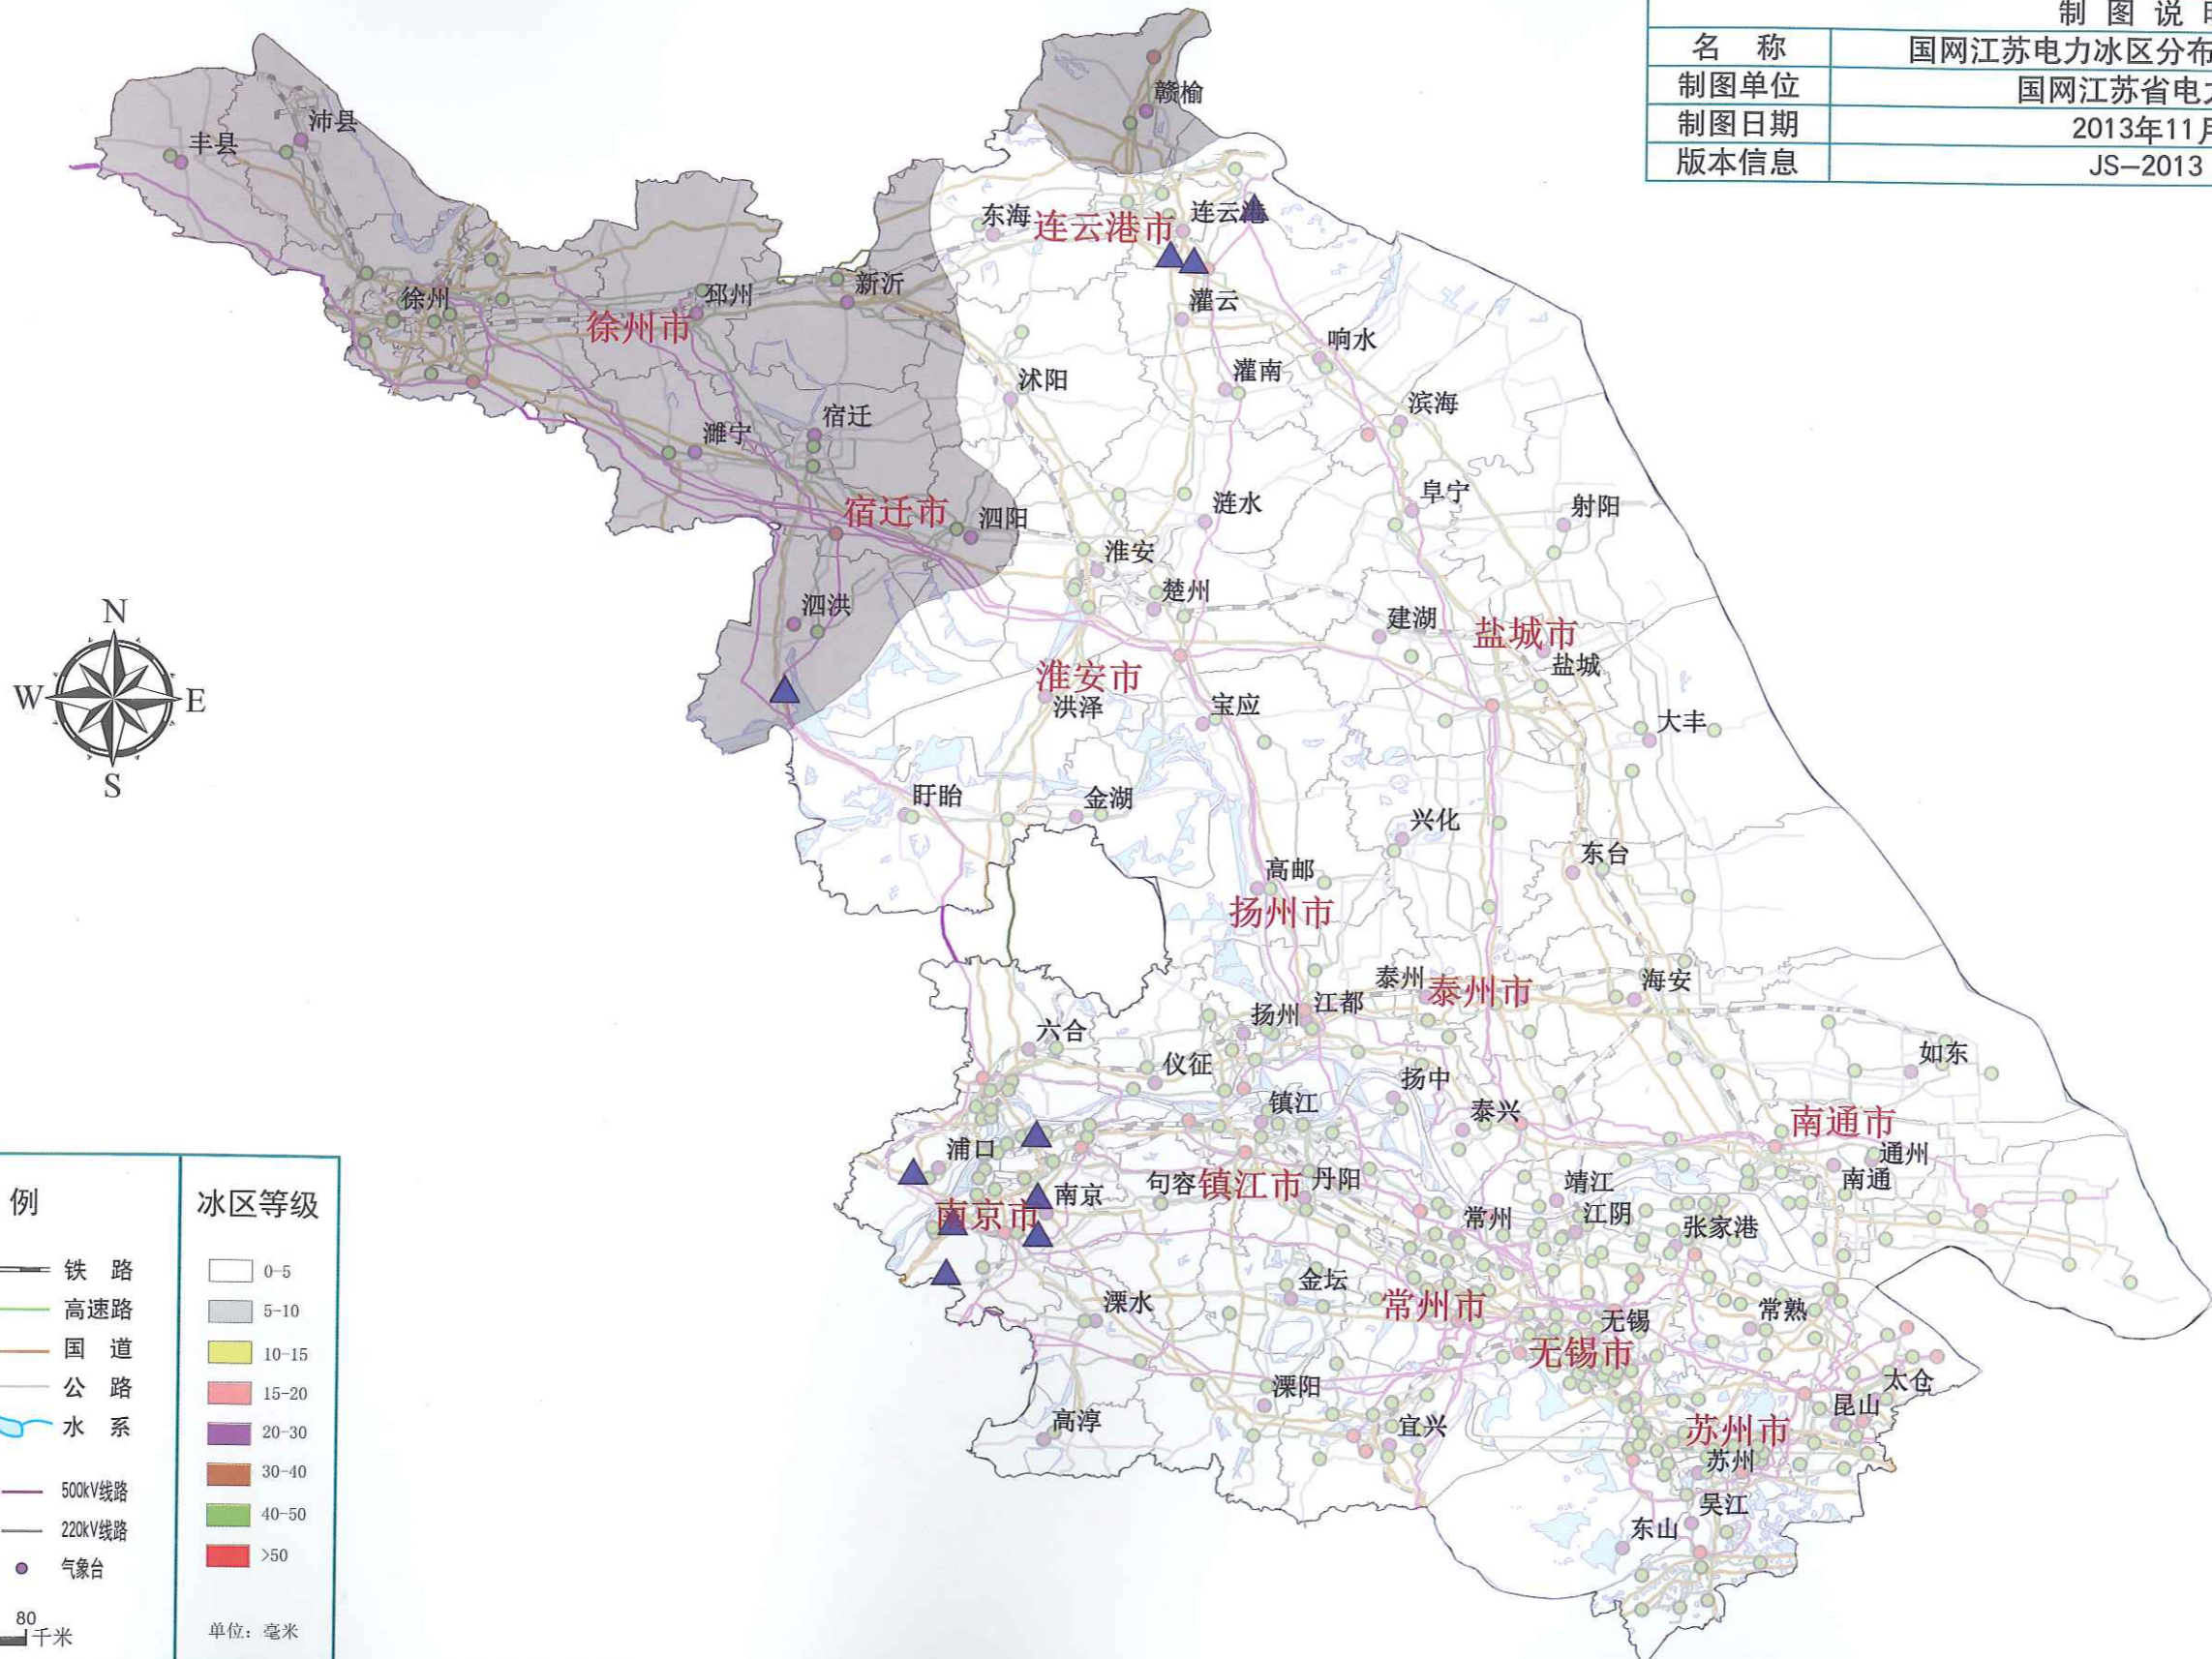 制 图 说
名 称 国网江苏电力冰区分布
制图单位 国网江苏省电
制图日期 2013年11月
版本信息 JS-2013
赣榆
沛县
丰县
东海
连云港市
连云港
徐州
邳州
新沂
徐州市
灌云
响水
沭阳
灌南
滨海
宿迁
濉宁
宿迁市
泗阳
涟水
阜宁
射阳
淮安
楚州
泗洪
建湖
盐城市
盐城
淮安市
洪泽
宝应
大丰
N
W
E
S
盱眙
金湖
兴化
东台
高邮
扬州市
泰州
泰州市
海安
江都
扬州
六合
仪征
如东
扬中
镇江
泰兴
南通市
浦口
通州
南通
句容
镇江市
丹阳
靖江
南京
南京市
常州
江阴
张家港
金坛
溧水
常州市
无锡
常熟
无锡市
溧阳
太仓
昆山
高淳
宜兴
苏州市
苏州
吴江
东山
例
铁 路
高速路
国 道
公 路
水 系
500kV线路
220kV线路
气象台
80
千米
冰区等级
0-5
5-10
10-15
15-20
20-30
30-40
40-50
>50
单位：毫米